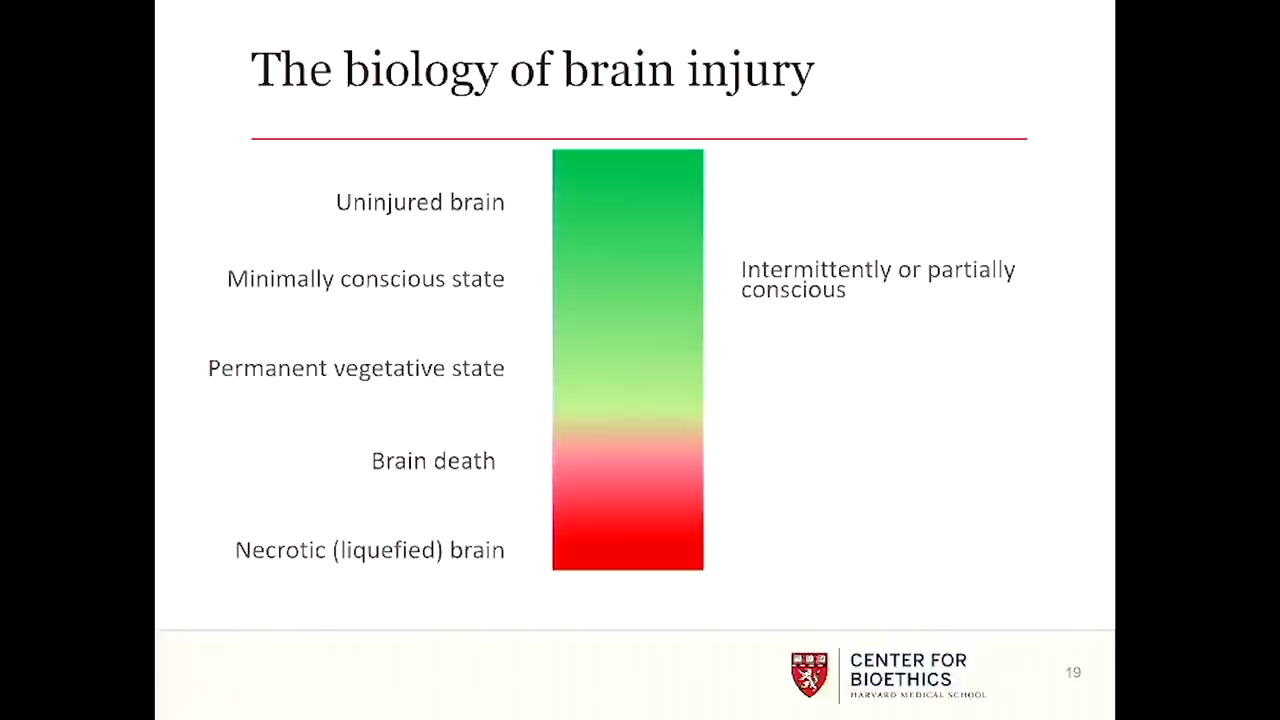 The biology of brain injury
Uninjured brain
Minimally conscious state
Intermittently or partially
conscious
Permanent vegetative state
Brain death
Necrotic (liquefied) brain
CENTER FOR
BIOETHICS
HARVARD MEDICAL SCHOOL
19